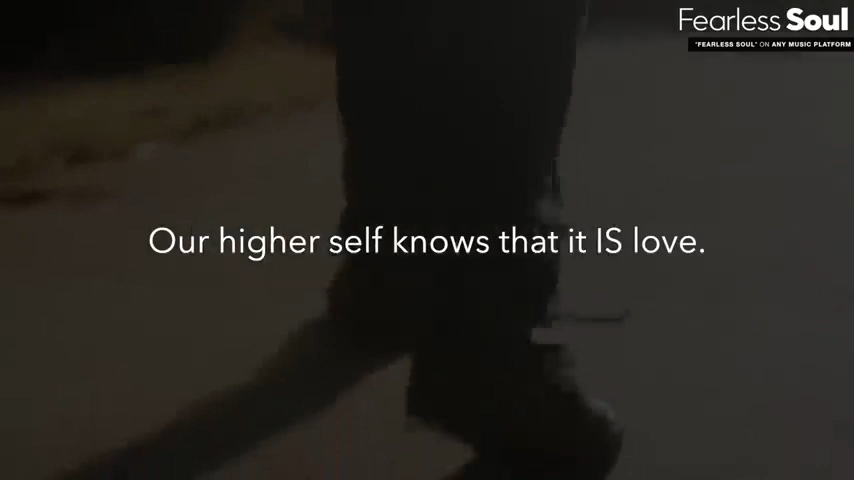 Fearless Soul
"FEARLESS SOUL" ON ANY MUSIC PLATFORM
Our higher self knows that it IS love.